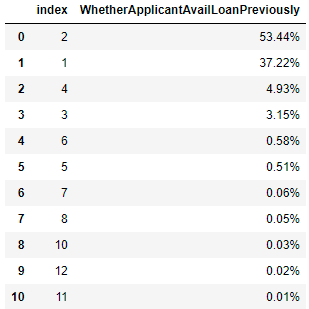 index WhetherApplicantAvailLoanPreviously
0 2 53.44%
1 1 37.22%
2 4 4.93%
3 3 3.15%
4 6 0.58%
5 5 0.51%
6 7 0.06%
7 8 0.05%
8 10 0.03%
9 12 0.02%
10 11 0.01%